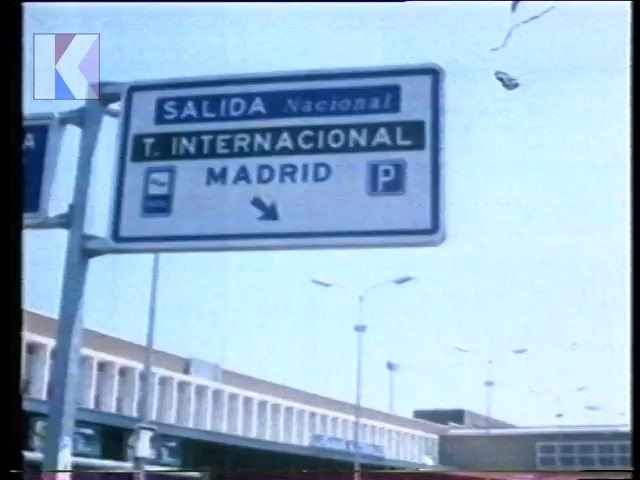 K
SALIDA Nacional
T. INTERNACIONAL
MADRID
P
A